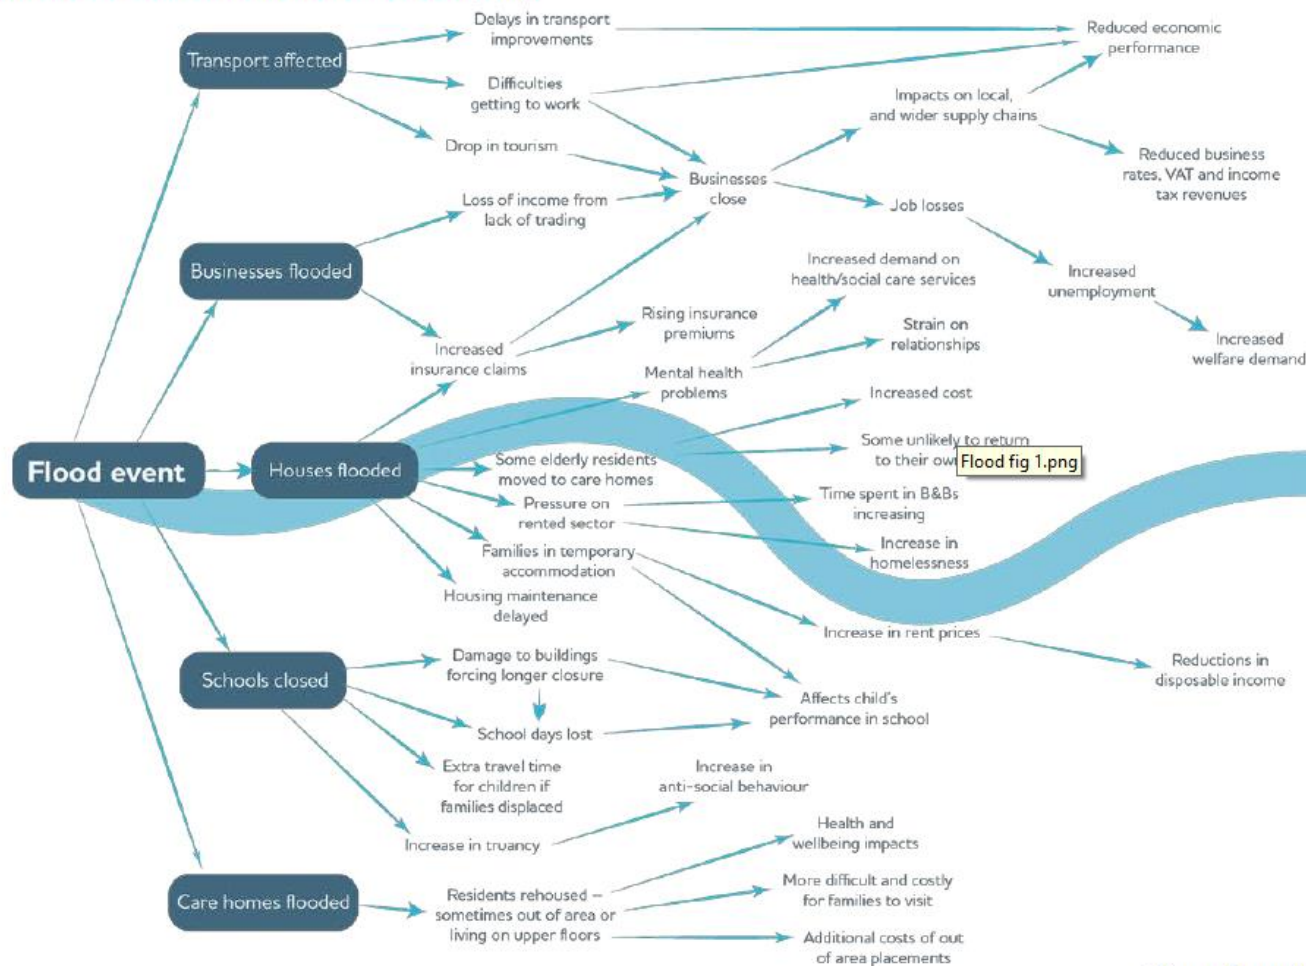 Delays in transport
improvements
Reduced economic
performance
Transport affected
Difficulties
getting to work
Impacts on local,
and wider supply chains
Drop in tourism
Reduced business
rates, VAT and income
tax revenues
Businesses
close
Loss of income from
lack of trading
Job losses
Businesses flooded
Increased demand on
health/social care services
Increased
unemployment
Rising insurance
premiums
Strain on
relationships
Increased
welfare demand
Increased
insurance claims
Mental health
problems
Increased cost
Flood event
Houses flooded
Some elderly residents
moved to care homes
Some unlikely to return
to their
Flood fig 1.png
Pressure on
rented sector
Time spent in B&Bs
increasing
Families in temporary
accommodation
Increase in
homelessness
Housing maintenance
delayed
Increase in rent prices
Reductions in
disposable income
Schools closed
Damage to buildings
forcing longer closure
Affects child's
performance in school
School days lost
Extra travel time
for children if
families displaced
Increase in
anti-social behaviour
Increase in truancy
Health and
wellbeing impacts
Care homes flooded
Residents rehoused –
sometimes out of area or
living on upper floors
More difficult and costly
for families to visit
Additional costs of out
of area placements